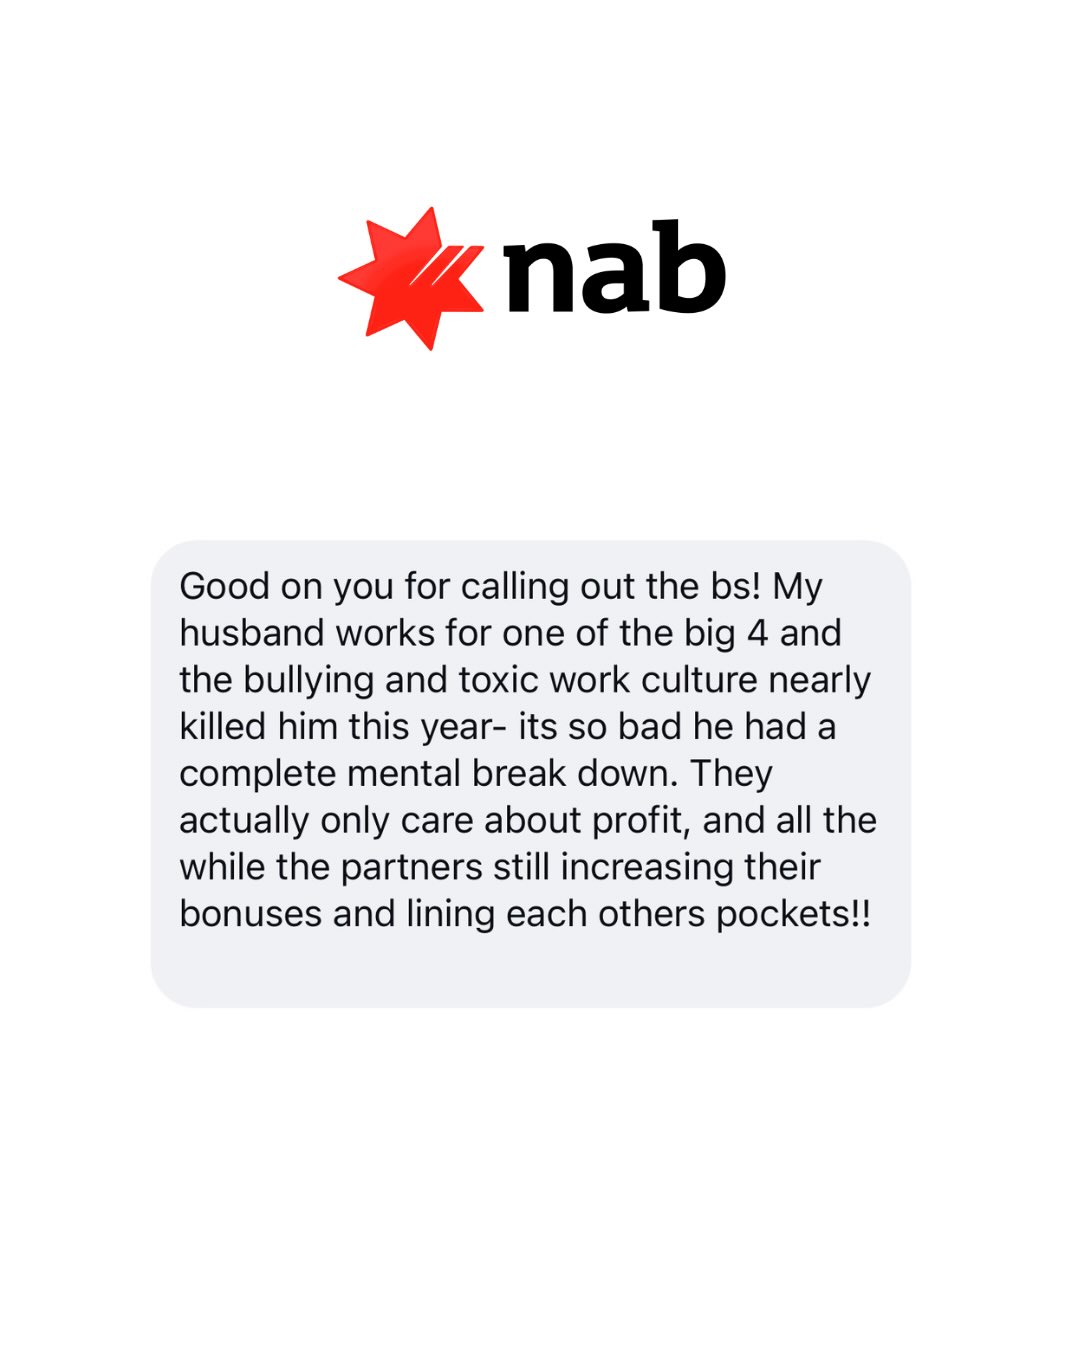 nab
Good on you for calling out the bs! My
husband works for one of the big 4 and
the bullying and toxic work culture nearly
killed him this year- its so bad he had a
complete mental break down. They
actually only care about profit, and all the
while the partners still increasing their
bonuses and lining each others pockets!!